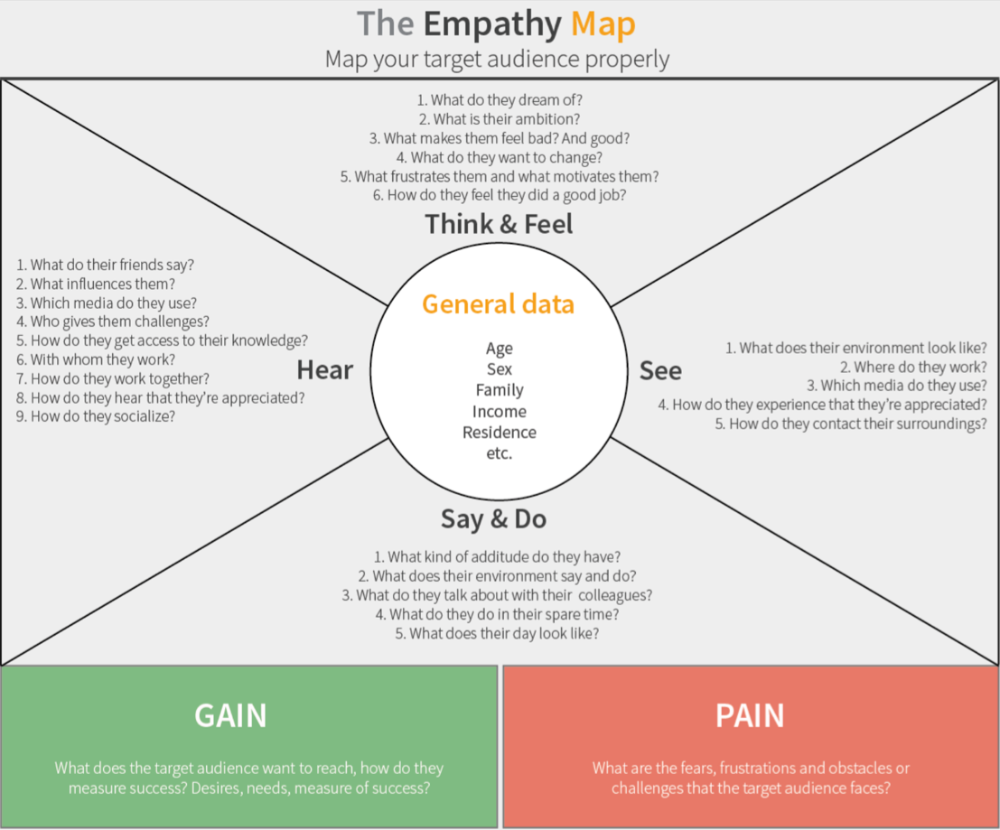 The Empathy Map
Map your target audience properly
1. What do they dream of?
2. What is their ambition?
3. What makes them feel bad? And good?
4. What do they want to change?
5. What frustrates them and what motivates them?
6. How do they feel they did a good job?
Think & Feel
1. What do their friends say?
2. What influences them?
3. Which media do they use?
4. Who gives them challenges?
5. How do they get access to their knowledge?
6. With whom they work?
7. How do they work together?
8. How do they hear that they're appreciated?
9. How do they socialize?
Hear
General data
Age
Sex
Family
Income
Residence
etc.
See
1. What does their environment look like?
2. Where do they work?
3. Which media do they use?
4. How do they experience that they're appreciated?
5. How do they contact their surroundings?
Say & Do
1. What kind of additude do they have?
2. What does their environment say and do?
3. What do they talk about with their colleagues?
4. What do they do in their spare time?
5. What does their day look like?
GAIN
What does the target audience want to reach, how do they
measure success? Desires, needs, measure of success?
PAIN
What are the fears, frustrations and obstacles or
challenges that the target audience faces?